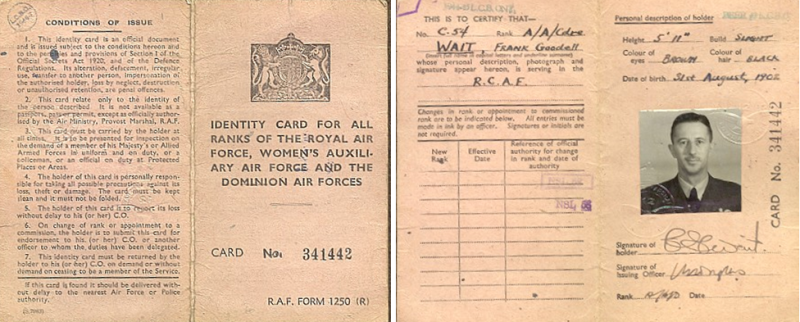 CONDITIONS OF ISSUE
1. This identity card is an official document
and is issued subject to the conditions hereon and
to the penalties and provisions of Section 1 of the
Official Secrets Act 1920, and of the Defence
Regulations. Its alteration, deformation, irregular
use, transfer to another person, impersonation of
the authorised holder, loss by neglect, destruction
or unauthorised retention, are penal offences.
2. This card relates only to the identity of
the person described. It is not available as a
passport, pass or permit, except as officially authorised
by the Air Ministry, Provost Marshal, R.A.F.
3. This card must be carried by the holder
at all times. It is to be presented for inspection on
the demand of a member of his Majesty's or Allied
Armed Forces in uniform and on duty, or a
policeman, or an official on duty at Protected
Places or Areas.
4. The holder of this card is personally responsible
for taking all possible precautions against its
loss, theft or damage. The card must be kept
clean and it must not be folded.
5. The holder of this card is to report its loss
without delay to his (or her) C.O.
6. On change of rank or appointment to a
commission, the holder is to submit this card for
endorsement to his (or her) C.O. or another
officer to whom the duties have been delegated.
7. This identity card must be returned by the
holder to his (or her) C.O. on demand or without
demand on ceasing to be a member of the Service.
If this card is found it should be delivered without
delay to the nearest Air Force or Police
authority.
IDENTITY CARD FOR ALL
RANKS OF THE ROYAL AIR
FORCE, WOMEN'S AUXILI-
ARY AIR FORCE AND THE
DOMINION AIR FORCES
CARD No. 341442
R.A.F. FORM 1250 (R)
THIS IS TO CERTIFY THAT—
No. C-54 Rank A/A/Cdre
WAIT, FRANK Goodell
whose personal description, photograph and
signature appear hereon, is serving in the
R.C.A.F.
Changes in rank or appointment to commissioned
rank are to be indicated below. All entries must be
made in ink by an officer. Signatures or initials are
not required.
New Rank
Effective Date
Reference of official
authority for change
in rank and date of
authority
Personal description of holder
Height 5' 11" Build SLIGHT
Colour of eyes BROWN
Colour of hair BLACK
Date of birth 31st August, 1902
CARD No. 341442
Signature of holder
Signature of Issuing Officer
Rank Date